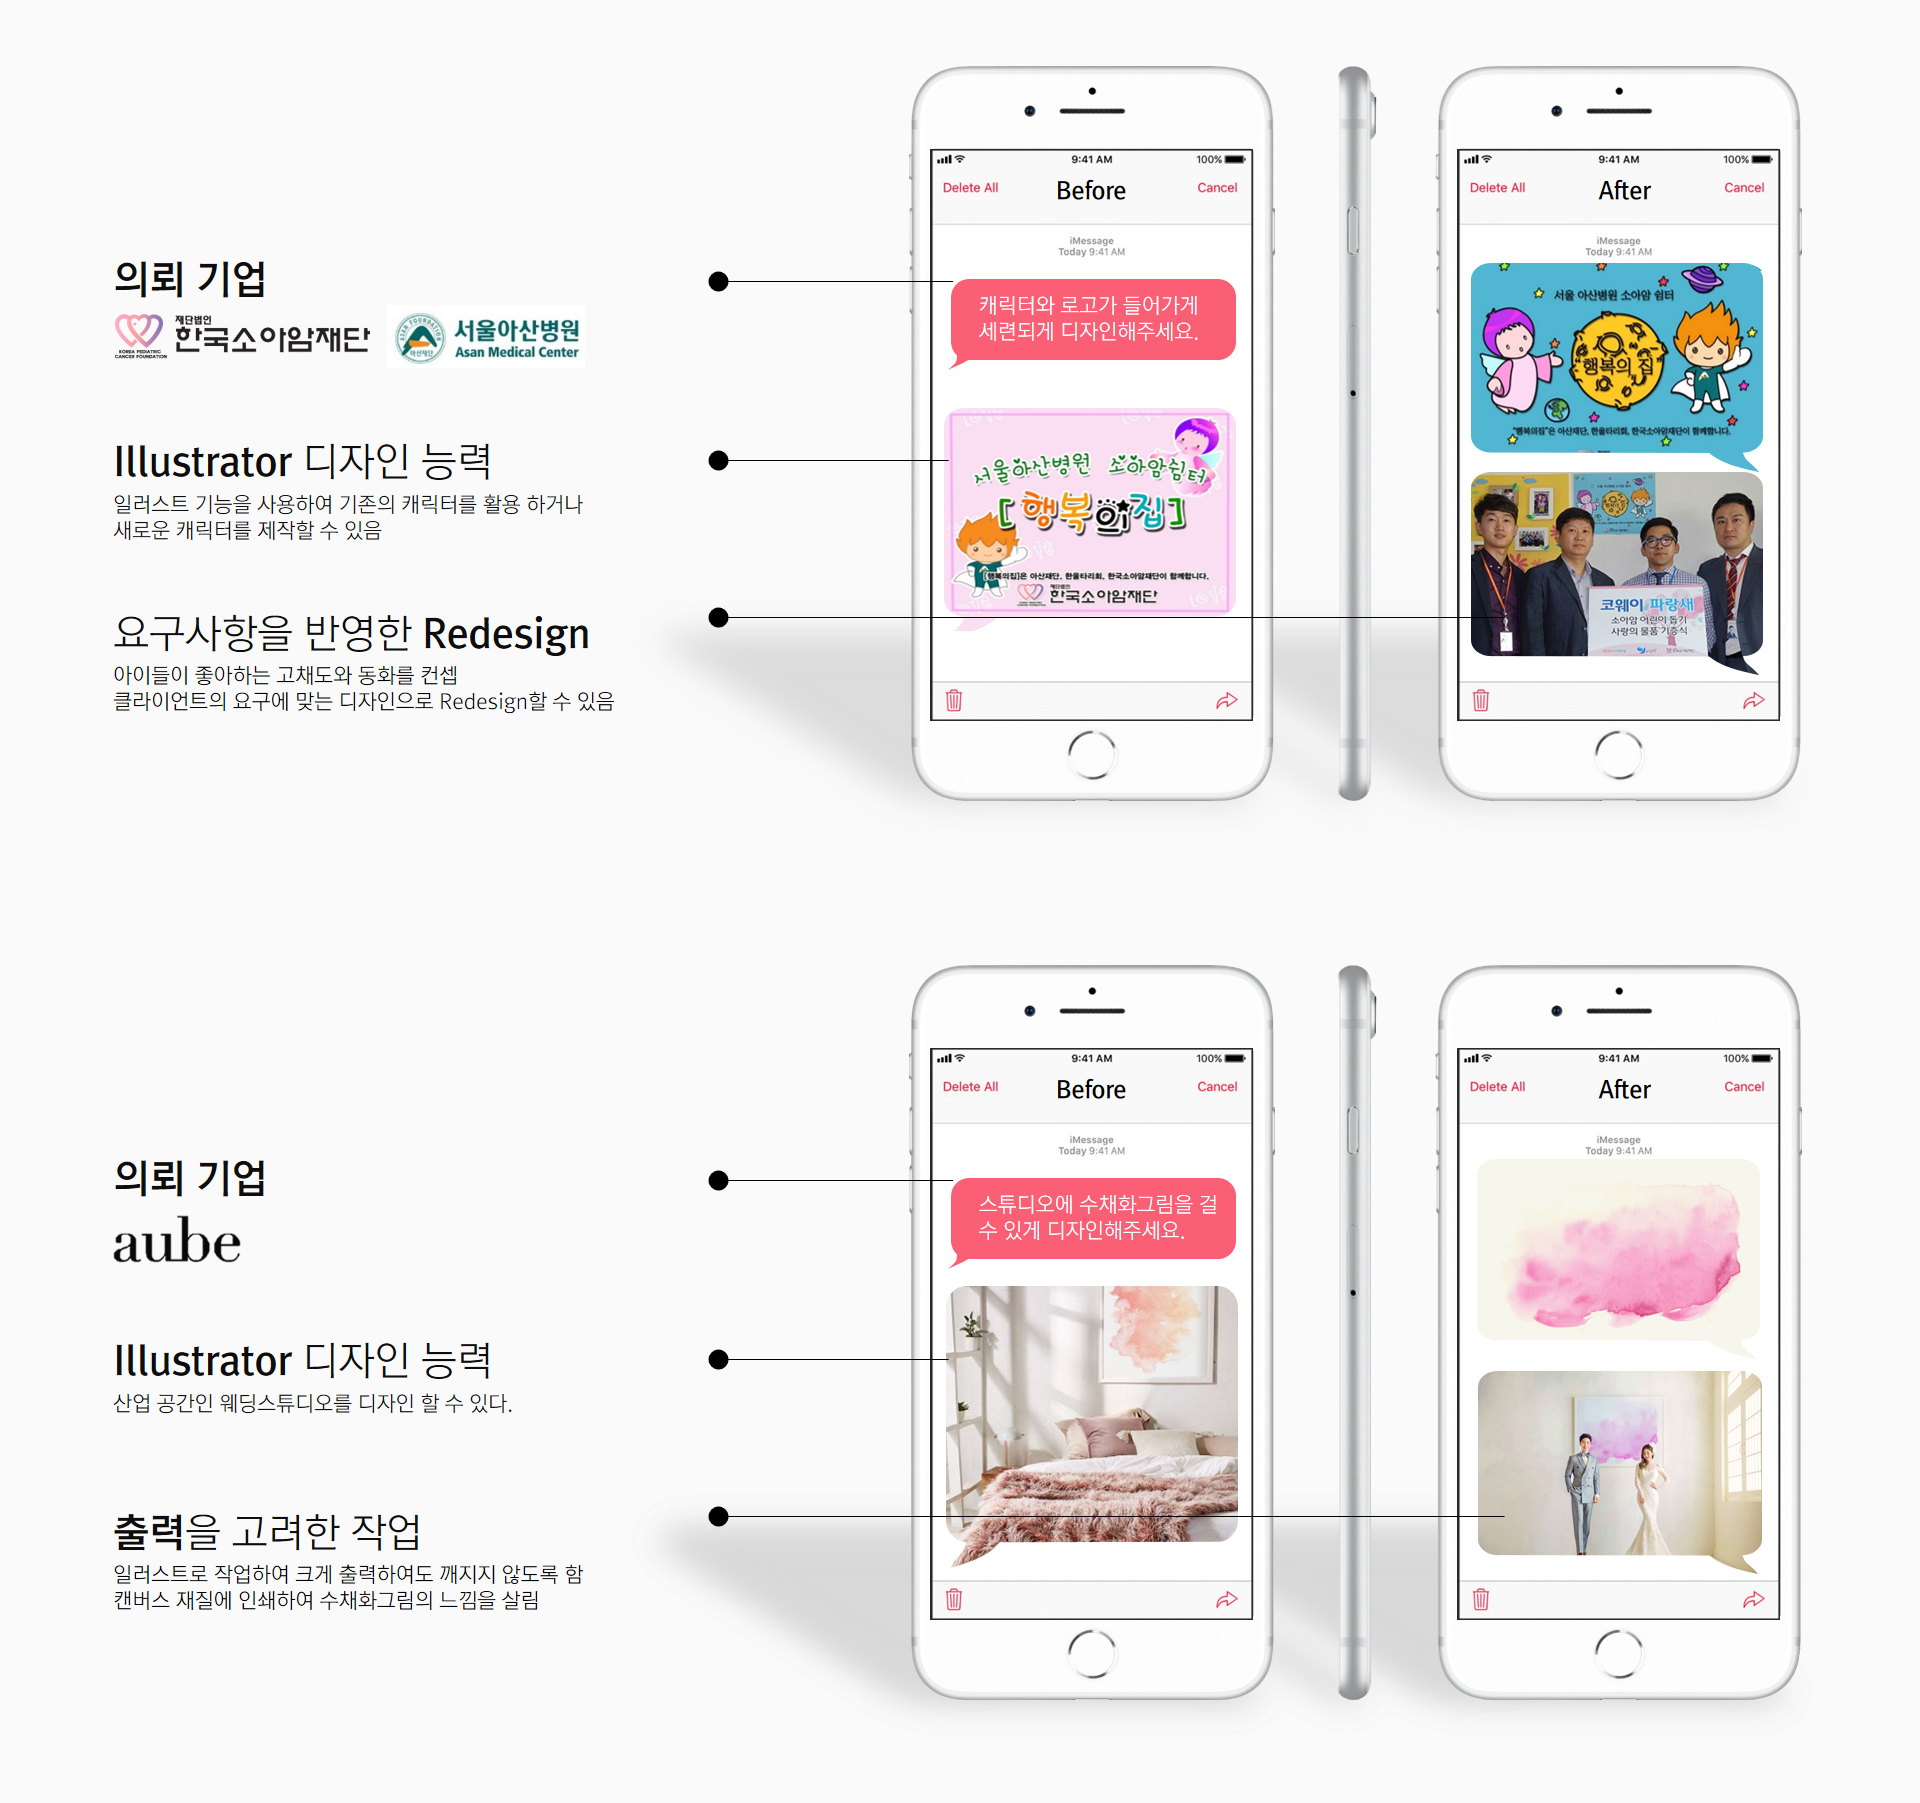 의뢰 기업
재단법인
한국소아암재단
KOREA PEDIATRIC
CANCER FOUNDATION
ASAN FOUNDATION
아산재단
서울아산병원
Asan Medical Center
Illustrator 디자인 능력
일러스트 기능을 사용하여 기존의 캐릭터를 활용 하거나
새로운 캐릭터를 제작할 수 있음
요구사항을 반영한 Redesign
아이들이 좋아하는 고채도와 동화를 컨셉
클라이언트의 요구에 맞는 디자인으로 Redesign할 수 있음
9:41 AM
100%
Delete All
Before
Cancel
iMessage
Today 9:41 AM
캐릭터와 로고가 들어가게
세련되게 디자인해주세요.
서울아산병원 소아암쉼터
[행복의집]
[행복의집]은 아산재단, 한울타리회, 한국소아암재단이 함께합니다.
재단법인
한국소아암재단
9:41 AM
100%
Delete All
After
Cancel
iMessage
Today 9:41 AM
서울 아산병원 소아암 쉼터
"행복의 집"
"행복의집"은 아산재단, 한울타리회, 한국소아암재단이 함께합니다.
코웨이 파랑새
소아암 어린이 돕기
사랑의 물품 기증식
의뢰 기업
aube
Illustrator 디자인 능력
산업 공간인 웨딩스튜디오를 디자인 할 수 있다.
출력을 고려한 작업
일러스트로 작업하여 크게 출력하여도 깨지지 않도록 함
캔버스 재질에 인쇄하여 수채화그림의 느낌을 살림
9:41 AM
100%
Delete All
Before
Cancel
iMessage
Today 9:41 AM
스튜디오에 수채화그림을 걸
수 있게 디자인해주세요.
9:41 AM
100%
Delete All
After
Cancel
iMessage
Today 9:41 AM